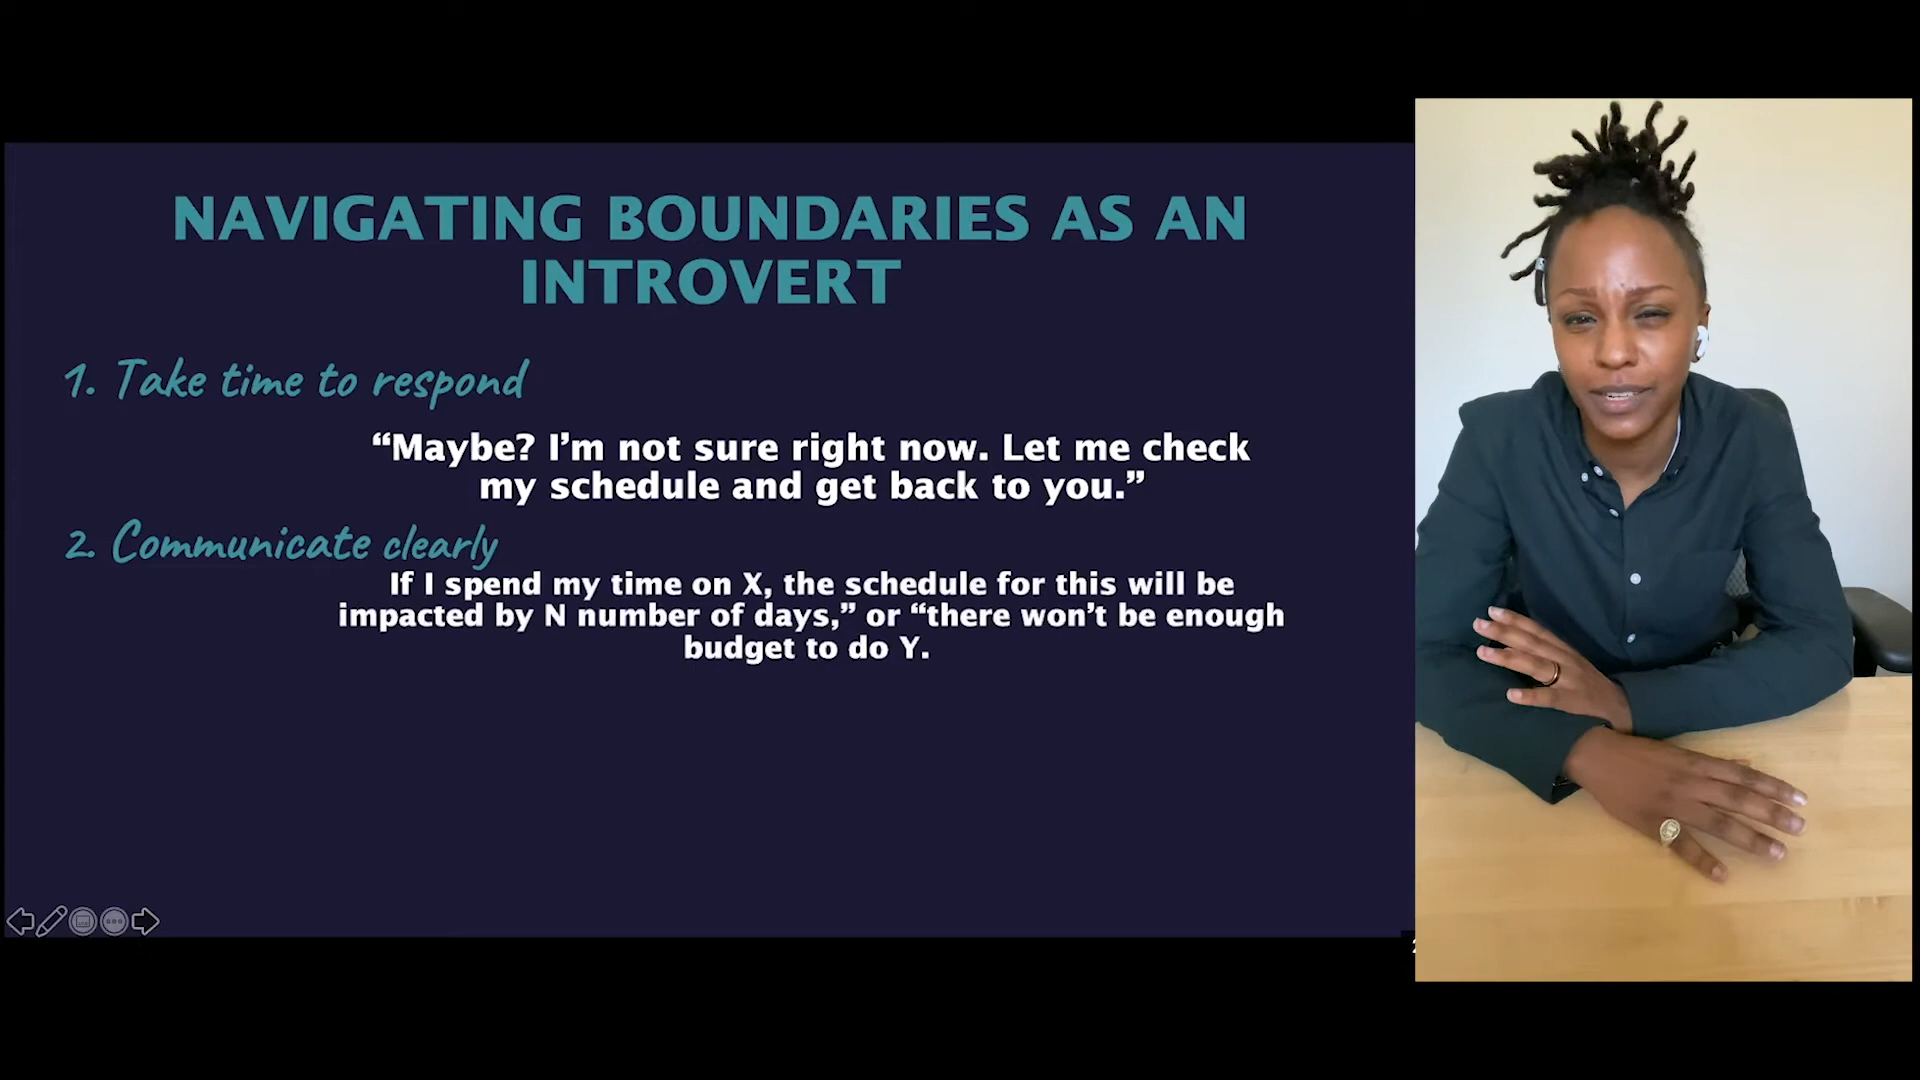 NAVIGATING BOUNDARIES AS AN
INTROVERT
1. Take time to respond
“Maybe? I’m not sure right now. Let me check
my schedule and get back to you.”
2. Communicate clearly
If I spend my time on X, the schedule for this will be
impacted by N number of days,” or “there won’t be enough
budget to do Y.